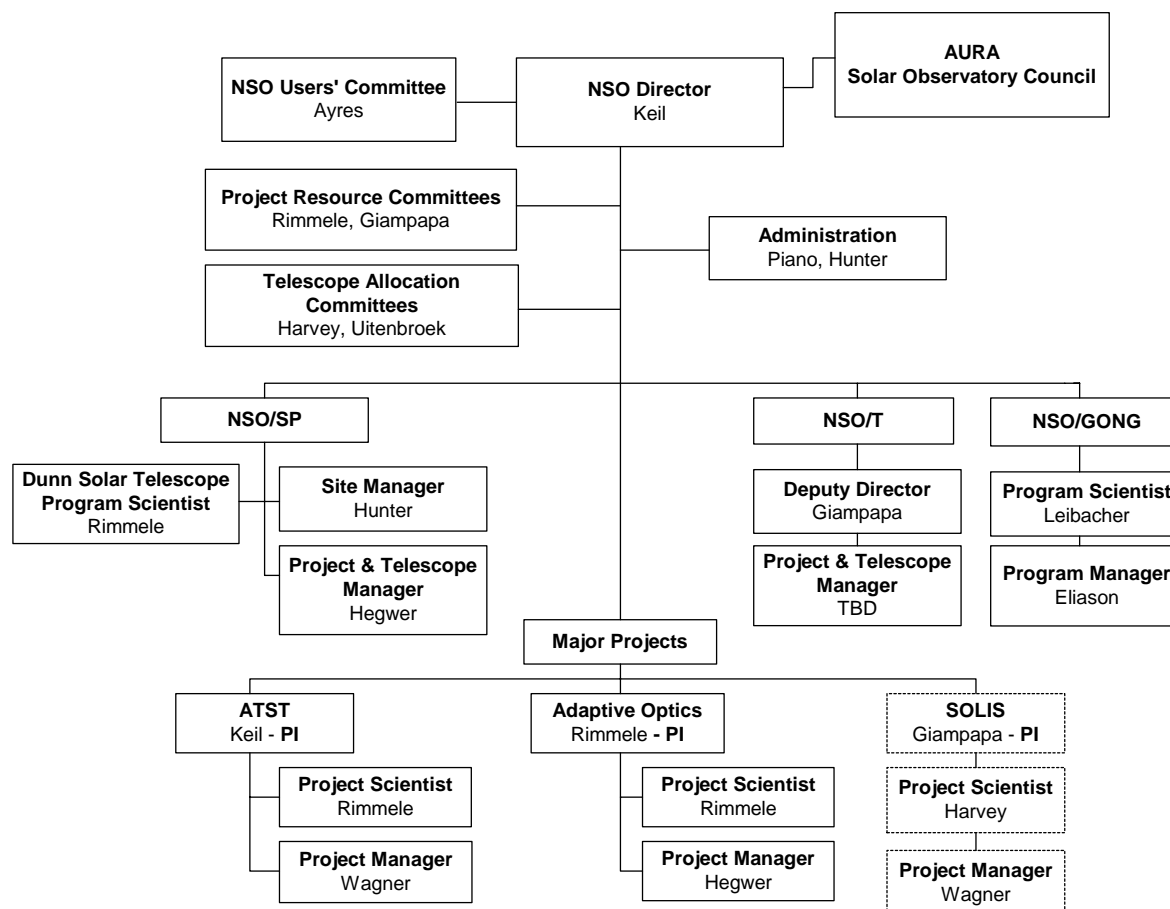 AURA
Solar Observatory Council
NSO Users' Committee
Ayres
NSO Director
Keil
Project Resource Committees
Rimmele, Giampapa
Administration
Piano, Hunter
Telescope Allocation
Committees
Harvey, Uitenbroek
NSO/SP
NSO/T
NSO/GONG
Dunn Solar Telescope
Program Scientist
Rimmele
Site Manager
Hunter
Deputy Director
Giampapa
Program Scientist
Leibacher
Project & Telescope
Manager
Hegwer
Project & Telescope
Manager
TBD
Program Manager
Eliason
Major Projects
ATST
Keil - PI
Adaptive Optics
Rimmele - PI
SOLIS
Giampapa - PI
Project Scientist
Rimmele
Project Scientist
Rimmele
Project Scientist
Harvey
Project Manager
Wagner
Project Manager
Hegwer
Project Manager
Wagner